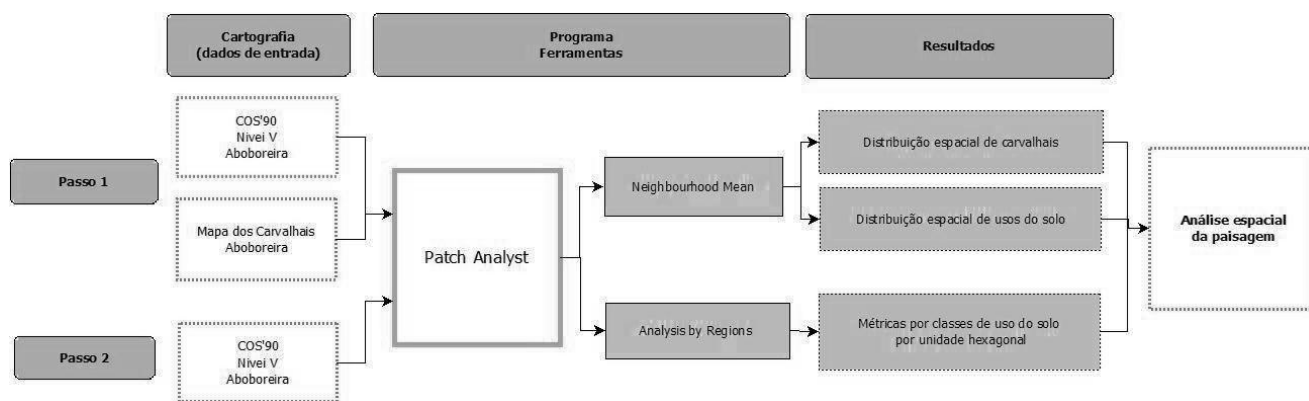 Cartografia
(dados de entrada)
Programa
Ferramentas
Resultados
Passo 1
COS'90
Nivei V
Aboboreira
Mapa dos Carvalhais
Aboboreira
Passo 2
COS'90
Nivei V
Aboboreira
Patch Analyst
Neighbourhood Mean
Analysis by Regions
Distribuição espacial de carvalhais
Distribuição espacial de usos do solo
Métricas por classes de uso do solo
por unidade hexagonal
Análise espacial
da paisagem